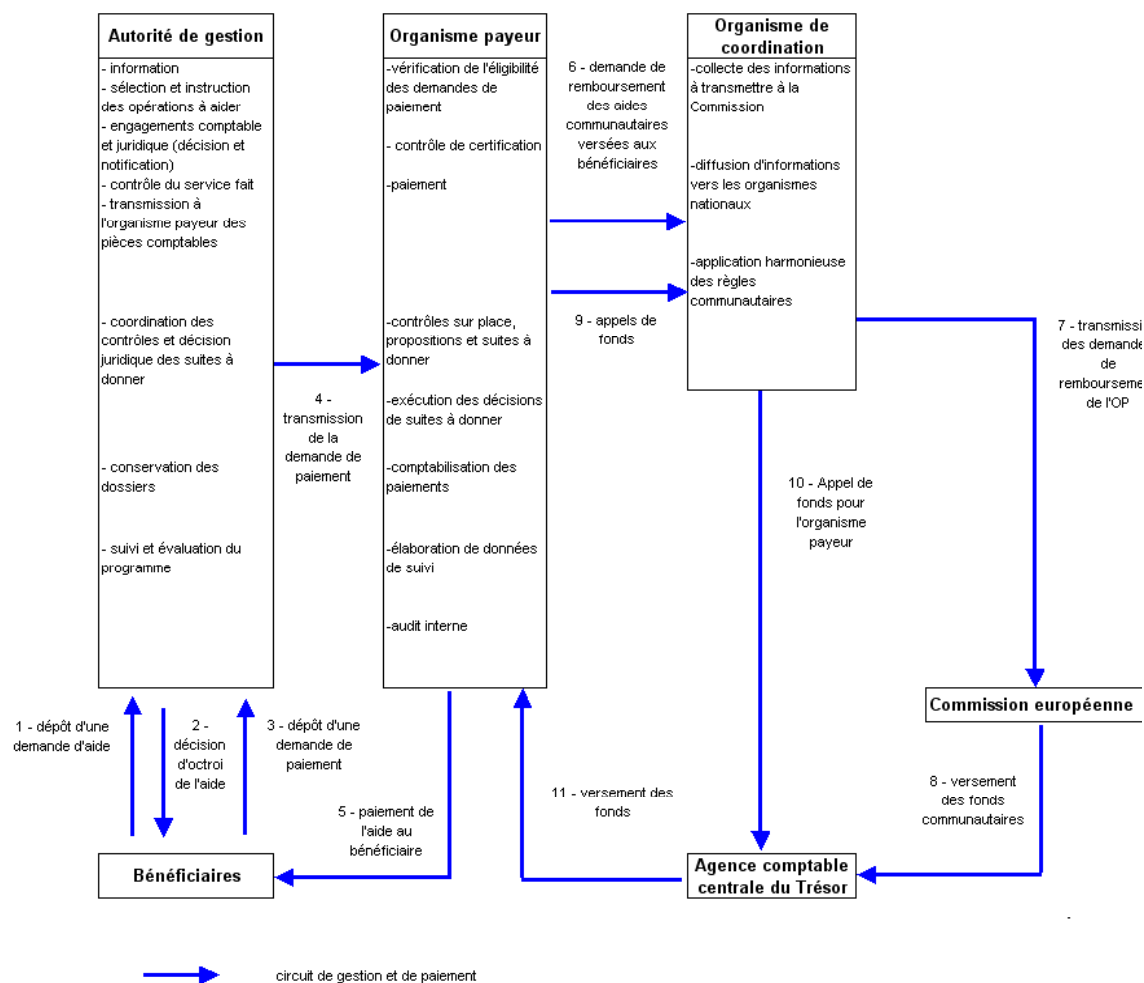 Autorité de gestion
- information
- sélection et instruction
des opérations à aider
- engagements comptable
et juridique (décision et
notification)
- contrôle du service fait
- transmission à
l'organisme payeur des
pièces comptables
- coordination des
contrôles et décision
juridique des suites à
donner
- conservation des
dossiers
- suivi et évaluation du
programme
4 -
transmission
de la
demande de
paiement
Organisme payeur
-vérification de l'éligibilité
des demandes de
paiement
- contrôle de certification
-paiement
-contrôles sur place,
propositions et suites à
donner
-exécution des décisions
de suites à donner
-comptabilisation des
paiements
-élaboration de données
de suivi
-audit interne
6 - demande de
remboursement
des aides
communautaires
versées aux
bénéficiaires
9 - appels de
fonds
Organisme de
coordination
-collecte des informations
à transmettre à la
Commission
-diffusion d'informations
vers les organismes
nationaux
-application harmonieuse
des règles
communautaires
7 - transmissi
des demande
de
rembourseme
de l'OP
10 - Appel de
fonds pour
l'organisme
payeur
Commission européenne
1 - dépôt d'une
demande d'aide
2 -
décision
d'octroi
de l'aide
3 - dépôt d'une
demande de
paiement
5 - paiement de
l'aide au
bénéficiaire
11 - versement des
fonds
8 - versement
des fonds
communautaires
Bénéficiaires
Agence comptable
centrale du Trésor
-
circuit de gestion et de paiement